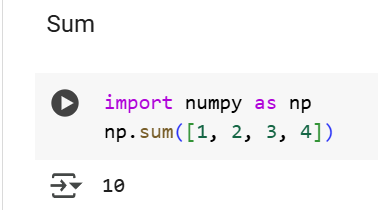 Sum
import numpy as np
np.sum([1, 2, 3, 4])
10